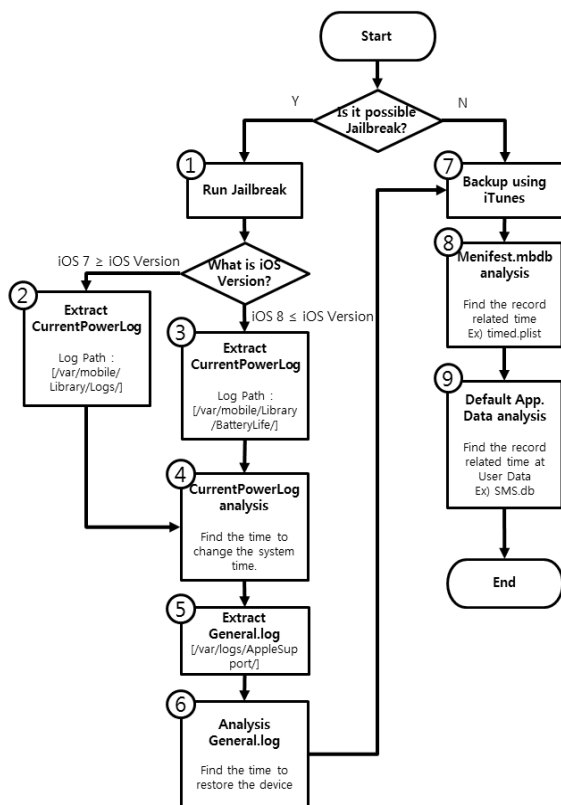 Start
Is it possible
Jailbreak?
Y
N
1
Run Jailbreak
What is iOS
Version?
iOS 7 ≥ iOS Version
iOS 8 ≤ iOS Version
2
Extract
CurrentPowerLog
Log Path :
[/var/mobile/
Library/Logs/]
3
Extract
CurrentPowerLog
Log Path :
[/var/mobile/Library
/BatteryLife/]
4
CurrentPowerLog
analysis
Find the time to
change the system
time.
5
Extract
General.log
[/var/logs/AppleSup
port/]
6
Analysis
General.log
Find the time to
restore the device
7
Backup using
iTunes
8
Menifest.mbdb
analysis
Find the record
related time
Ex) timed.plist
9
Default App.
Data analysis
Find the record
related time at
User Data
Ex) SMS.db
End